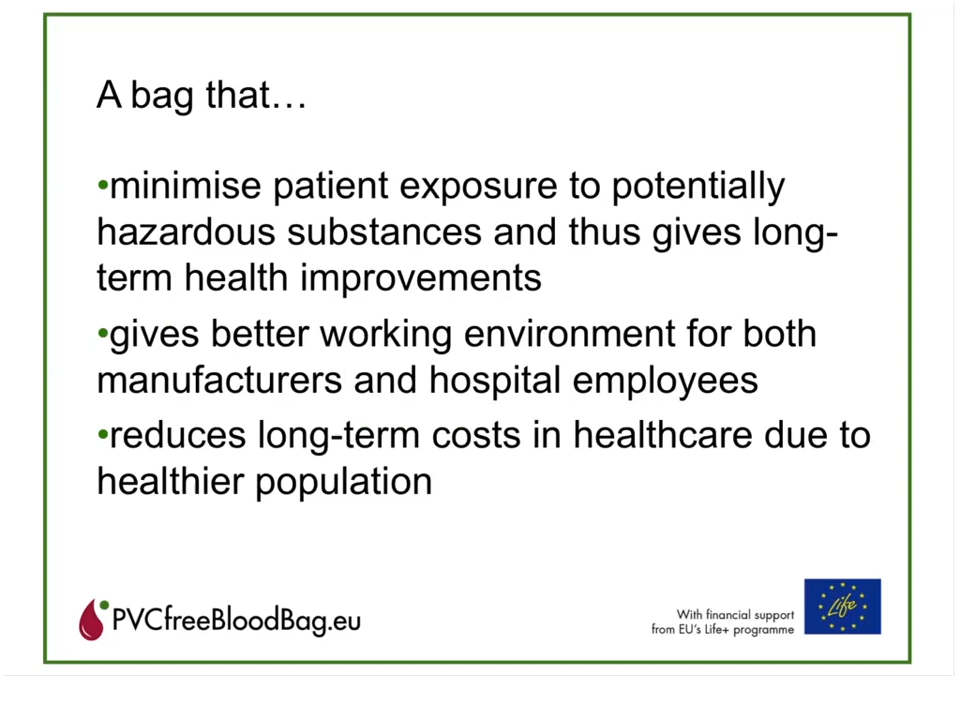 A bag that…
•minimise patient exposure to potentially
hazardous substances and thus gives long-
term health improvements
•gives better working environment for both
manufacturers and hospital employees
•reduces long-term costs in healthcare due to
healthier population
PVCfreeBloodBag.eu
With financial support
from EU's Life+ programme
Life